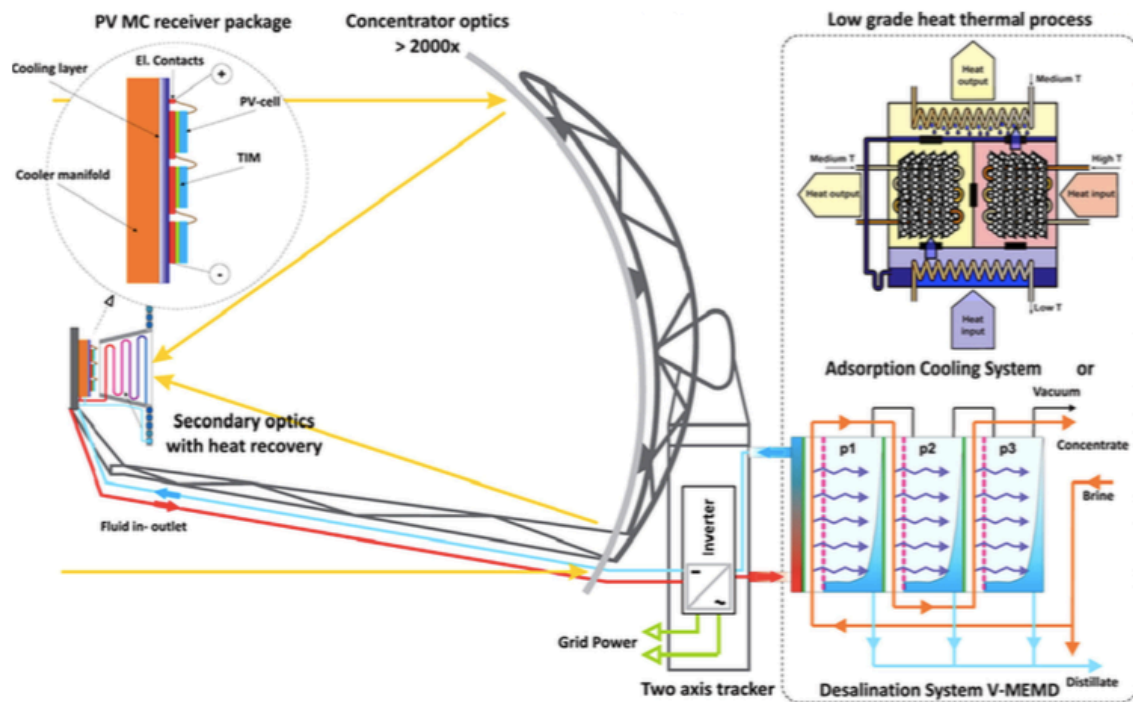 PV MC receiver package
Concentrator optics
> 2000x
Low grade heat thermal process
El. Contacts
Cooling layer
+
PV-cell
TIM
Cooler manifold
-
Heat
output
Medium T
Medium T
High T
Heat output
Heat input
Heat
input
Low T
Adsorption Cooling System or
Vacuum
Concentrate
p1
p2
p3
Brine
Secondary optics
with heat recovery
Fluid in- outlet
Inverter
−
~
Grid Power
Two axis tracker
Desalination System V-MEMD
Distillate